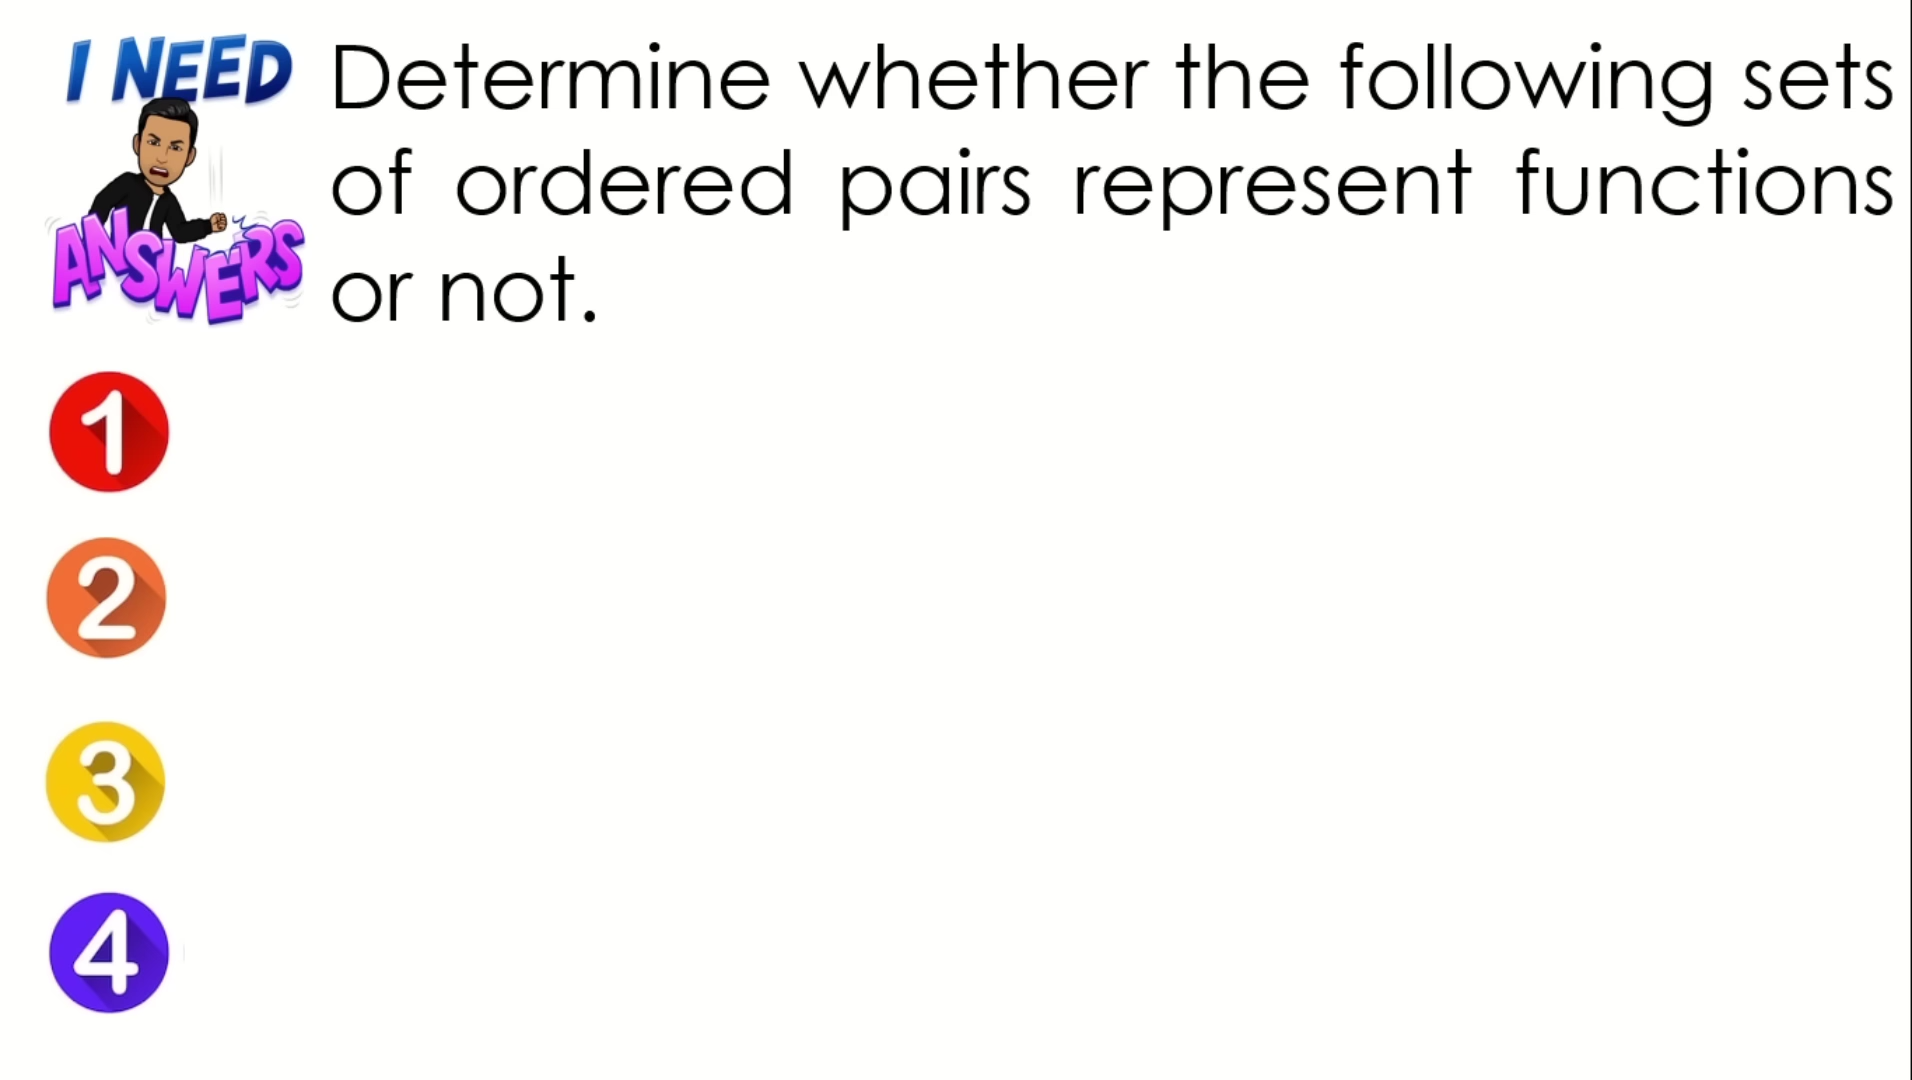 I NEED
ANSWERS
Determine whether the following sets
of ordered pairs represent functions
or not.
1
2
3
4